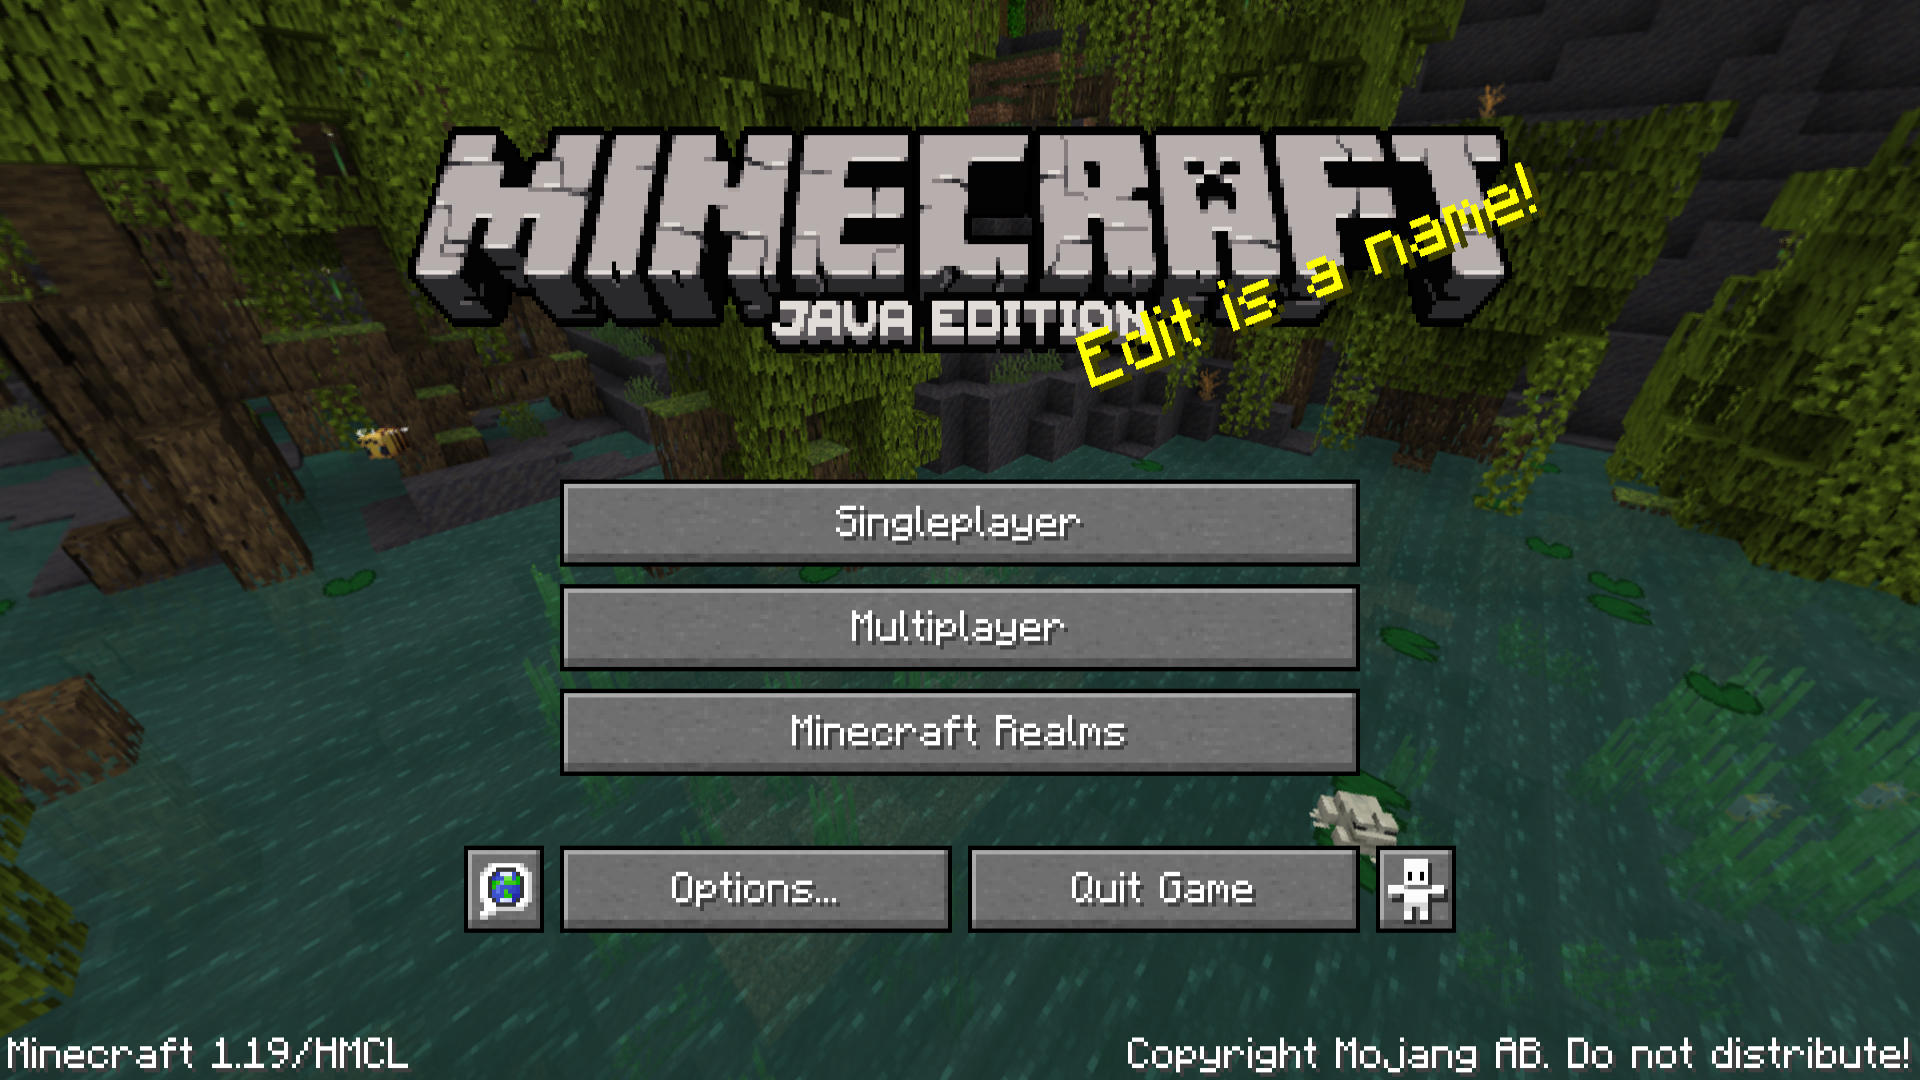 MINECRAFT
JAVA EDITION
Edit is a name!
Singleplayer
Multiplayer
Minecraft Realms
Options...
Quit Game
Minecraft 1.19/HMCL
Copyright Mojang AB. Do not distribute!